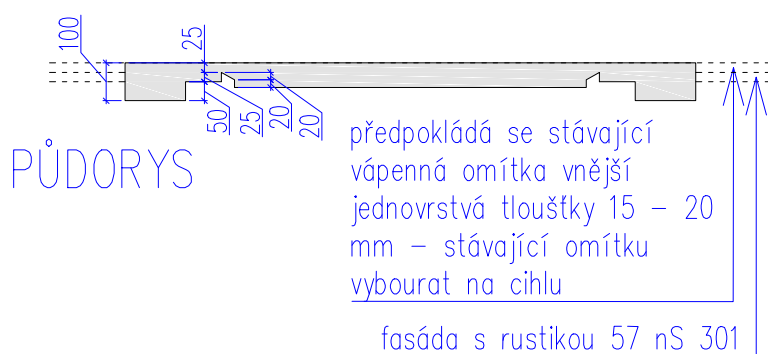 100
25
50
25
20
20
PŮDORYS
předpokládá se stávající
vápenná omítka vnější
jednovrstvá tloušťky 15 – 20
mm – stávající omítku
vybourat na cihlu
fasáda s rustikou 57 nS 301